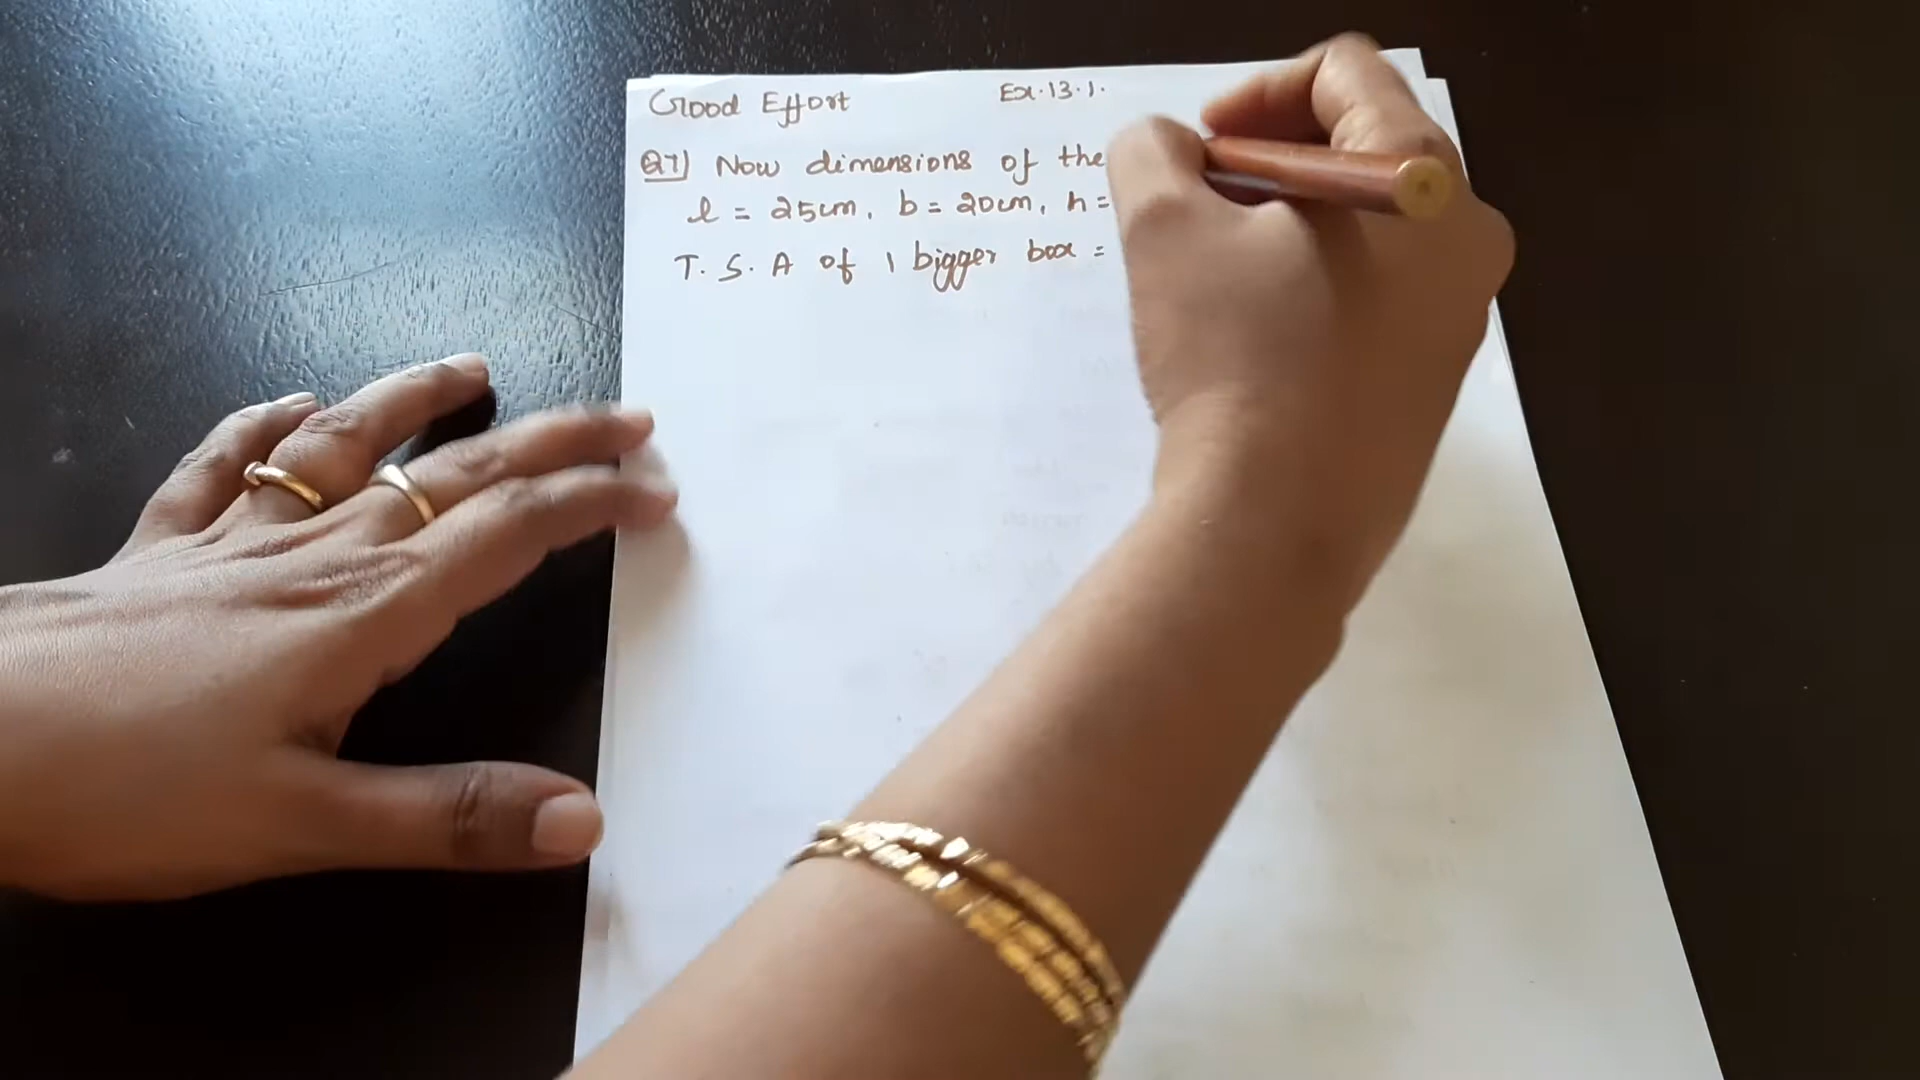 Good Effort Ex.13.1.
Q7) Now dimensions of the
l = 25cm, b = 20cm, h =
T. S. A of 1 bigger box =